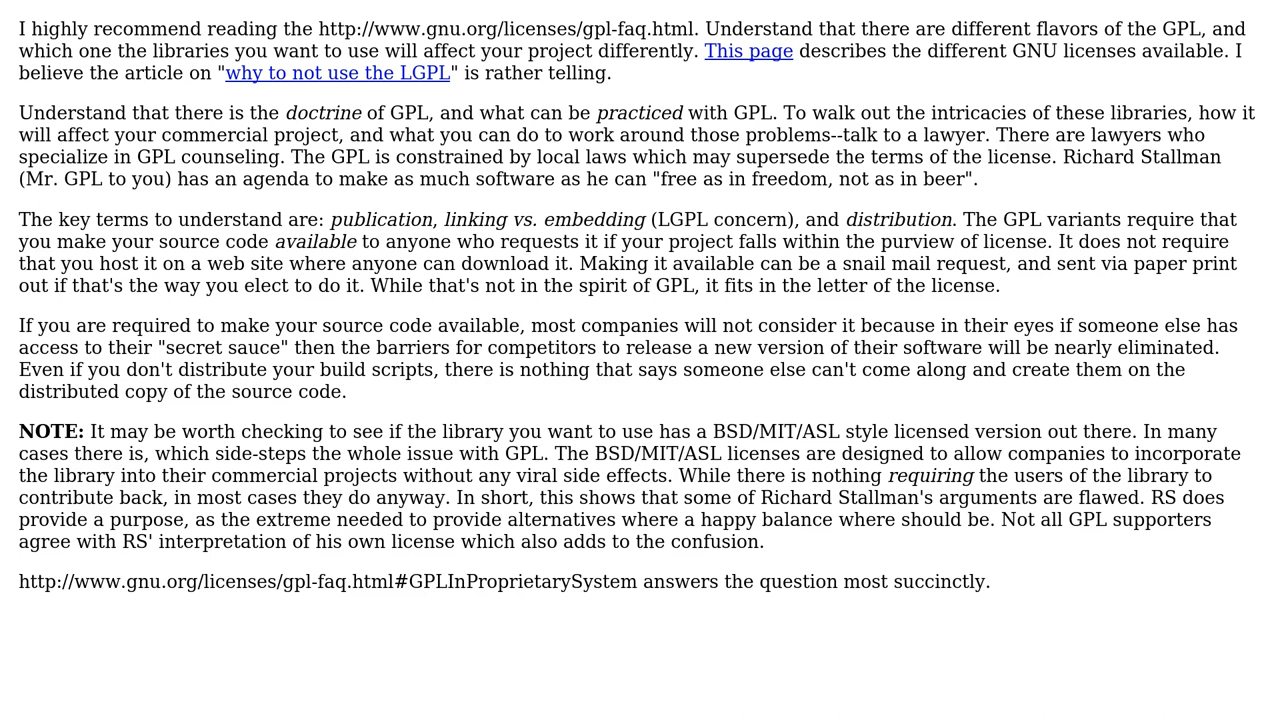 I highly recommend reading the http://www.gnu.org/licenses/gpl-faq.html. Understand that there are different flavors of the GPL, and
which one the libraries you want to use will affect your project differently. This page describes the different GNU licenses available. I
believe the article on "why to not use the LGPL" is rather telling.
Understand that there is the doctrine of GPL, and what can be practiced with GPL. To walk out the intricacies of these libraries, how it
will affect your commercial project, and what you can do to work around those problems--talk to a lawyer. There are lawyers who
specialize in GPL counseling. The GPL is constrained by local laws which may supersede the terms of the license. Richard Stallman
(Mr. GPL to you) has an agenda to make as much software as he can "free as in freedom, not as in beer".
The key terms to understand are: publication, linking vs. embedding (LGPL concern), and distribution. The GPL variants require that
you make your source code available to anyone who requests it if your project falls within the purview of license. It does not require
that you host it on a web site where anyone can download it. Making it available can be a snail mail request, and sent via paper print
out if that's the way you elect to do it. While that's not in the spirit of GPL, it fits in the letter of the license.
If you are required to make your source code available, most companies will not consider it because in their eyes if someone else has
access to their "secret sauce" then the barriers for competitors to release a new version of their software will be nearly eliminated.
Even if you don't distribute your build scripts, there is nothing that says someone else can't come along and create them on the
distributed copy of the source code.
NOTE: It may be worth checking to see if the library you want to use has a BSD/MIT/ASL style licensed version out there. In many
cases there is, which side-steps the whole issue with GPL. The BSD/MIT/ASL licenses are designed to allow companies to incorporate
the library into their commercial projects without any viral side effects. While there is nothing requiring the users of the library to
contribute back, in most cases they do anyway. In short, this shows that some of Richard Stallman's arguments are flawed. RS does
provide a purpose, as the extreme needed to provide alternatives where a happy balance where should be. Not all GPL supporters
agree with RS' interpretation of his own license which also adds to the confusion.
http://www.gnu.org/licenses/gpl-faq.html#GPLInProprietarySystem answers the question most succinctly.